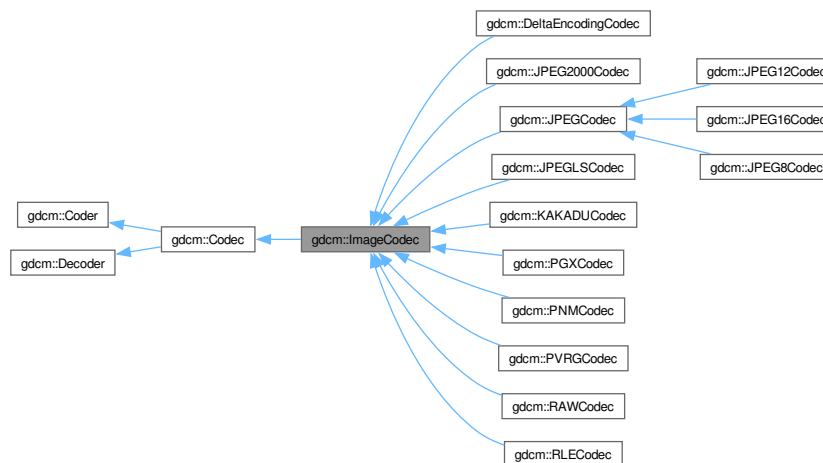 gdcm::DeltaEncodingCodec
gdcm::JPEG2000Codec
gdcm::JPEG12Codec
gdcm::JPEGCodec
gdcm::JPEG16Codec
gdcm::JPEGLSCodec
gdcm::JPEG8Codec
gdcm::Coder
gdcm::KAKADUCodec
gdcm::Codec
gdcm::ImageCodec
gdcm::Decoder
gdcm::PGXCodec
gdcm::PNMCodec
gdcm::PVRGCodec
gdcm::RAWCodec
gdcm::RLECodec